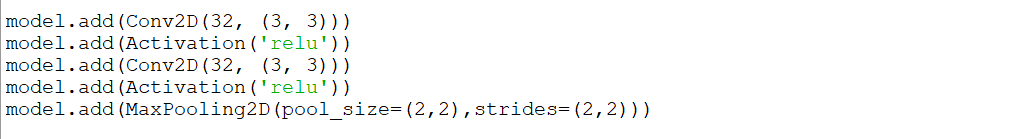 model.add(Conv2D(32, (3, 3)))
model.add(Activation('relu'))
model.add(Conv2D(32, (3, 3)))
model.add(Activation('relu'))
model.add(MaxPooling2D(pool_size=(2,2),strides=(2,2)))